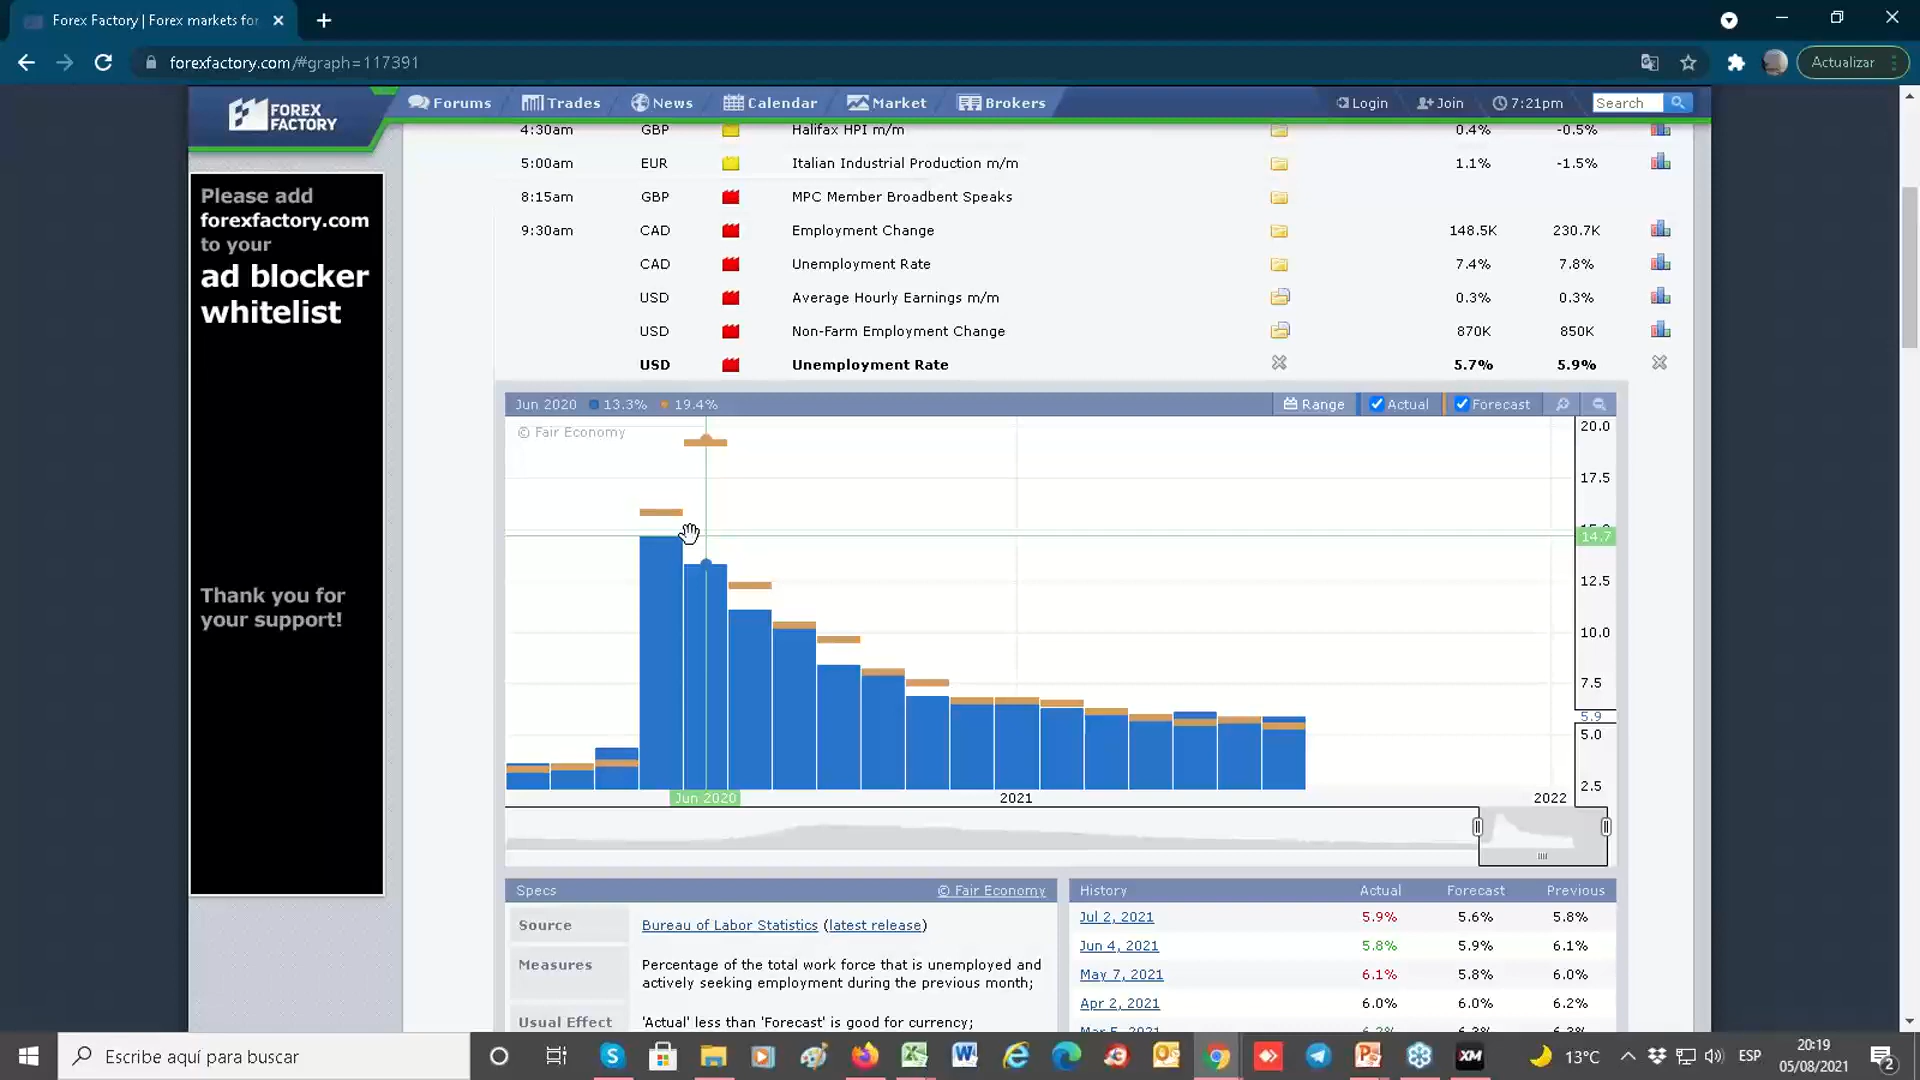 Forex Factory | Forex markets for
forexfactory.com/#graph=117391
Actualizar
FOREX FACTORY
Forums
Trades
News
Calendar
Market
Brokers
Login
Join
7:21pm
Search
Please add
forexfactory.com
to your
ad blocker
whitelist
Thank you for
your support!
4:30am GBP Halifax HPI m/m 0.4% -0.5%
5:00am EUR Italian Industrial Production m/m 1.1% -1.5%
8:15am GBP MPC Member Broadbent Speaks
9:30am CAD Employment Change 148.5K 230.7K
CAD Unemployment Rate 7.4% 7.8%
USD Average Hourly Earnings m/m 0.3% 0.3%
USD Non-Farm Employment Change 870K 850K
USD Unemployment Rate 5.7% 5.9%
Jun 2020 13.3% 19.4% Range Actual Forecast
© Fair Economy
20.0
17.5
14.7
12.5
10.0
7.5
5.9
5.0
2.5
Jun 2020 2021 2022
Specs © Fair Economy
Source Bureau of Labor Statistics (latest release)
Measures Percentage of the total work force that is unemployed and
actively seeking employment during the previous month;
Usual Effect 'Actual' less than 'Forecast' is good for currency;
History Actual Forecast Previous
Jul 2, 2021 5.9% 5.6% 5.8%
Jun 4, 2021 5.8% 5.9% 6.1%
May 7, 2021 6.1% 5.8% 6.0%
Apr 2, 2021 6.0% 6.0% 6.2%
Escribe aquí para buscar
XM
13°C
ESP
20:19
05/08/2021
2